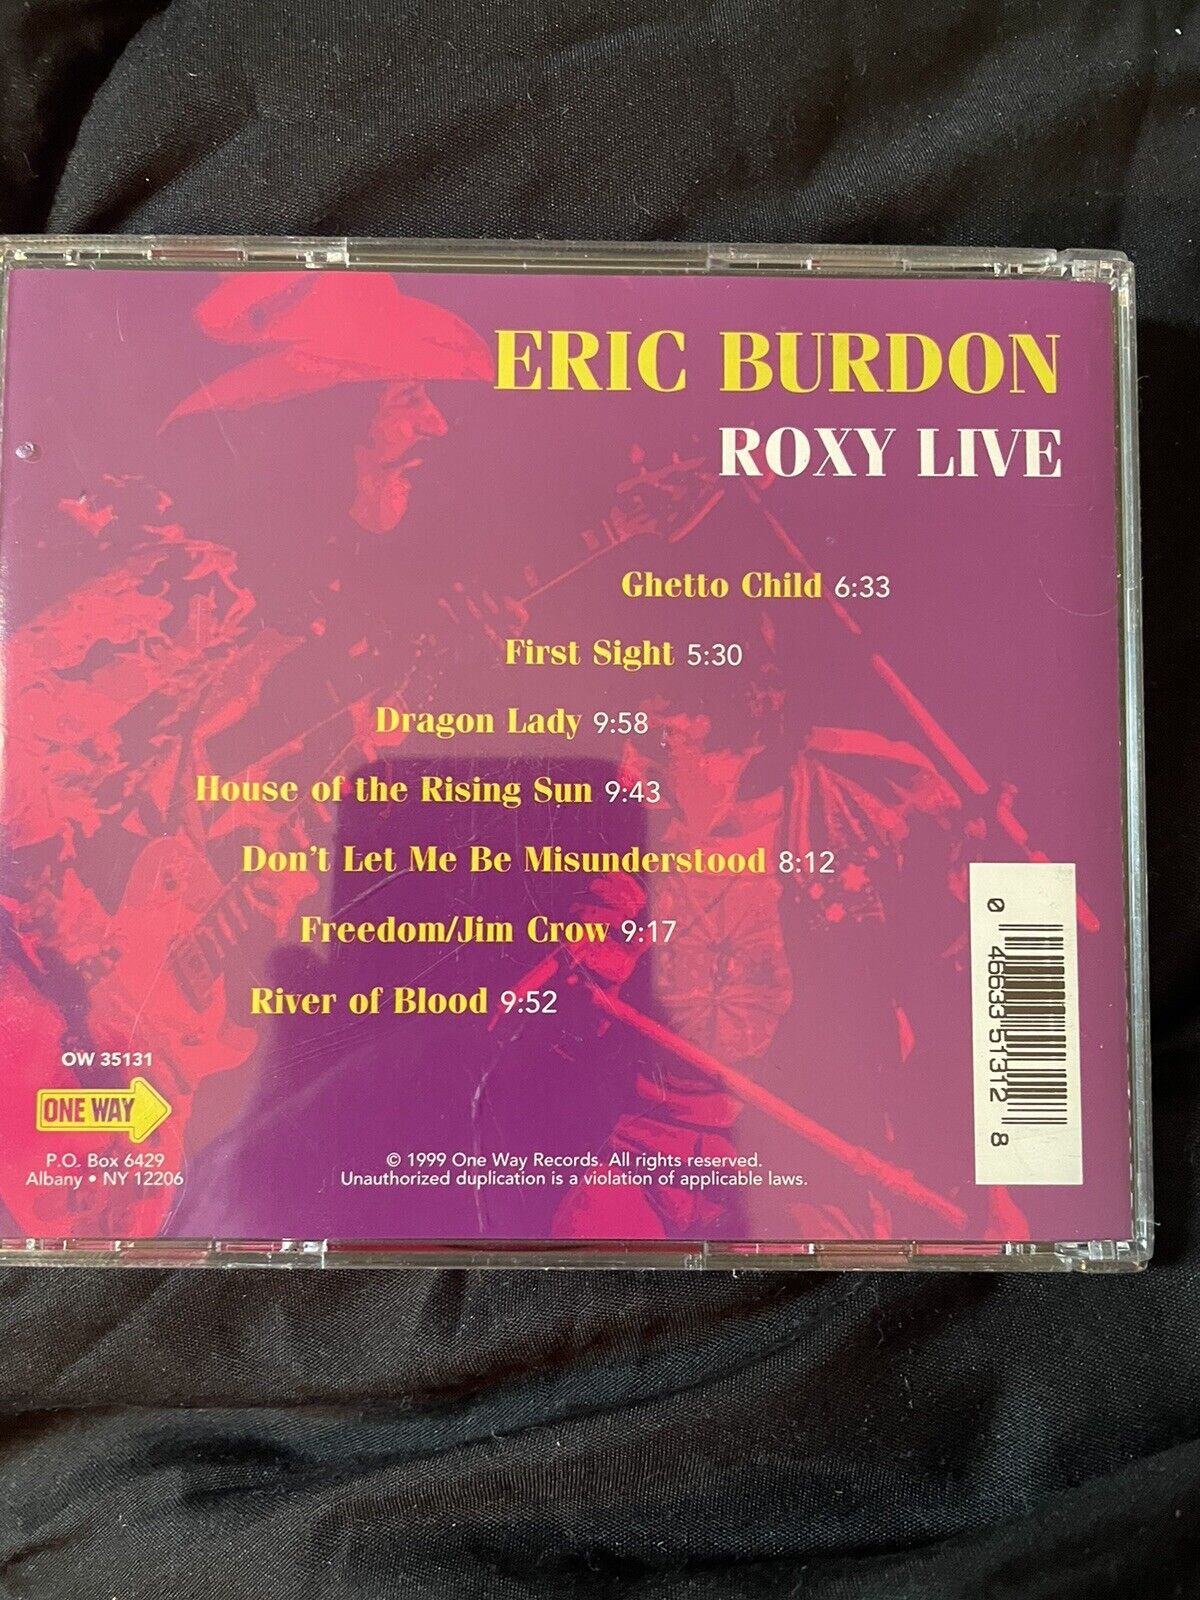 ERIC BURDON
ROXY LIVE
Ghetto Child 6:33
First Sight 5:30
Dragon Lady 9:58
House of the Rising Sun 9:43
Don't Let Me Be Misunderstood 8:12
Freedom/Jim Crow 9:17
River of Blood 9:52
OW 35131
ONE WAY
P.O. Box 6429
Albany • NY 12206
© 1999 One Way Records. All rights reserved.
Unauthorized duplication is a violation of applicable laws.
0 46633 51312 8